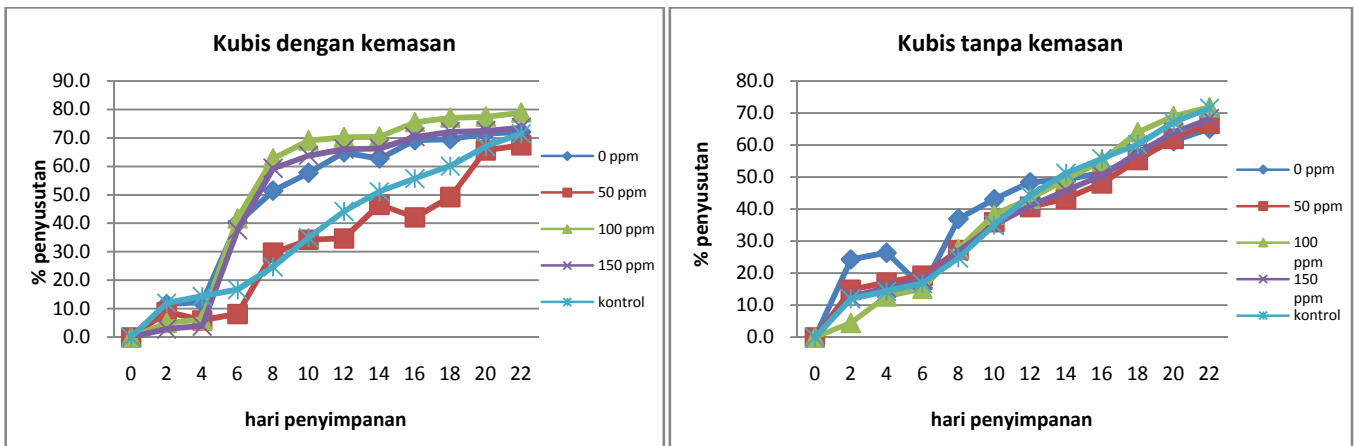 Kubis dengan kemasan
90.0
80.0
70.0
60.0
50.0
40.0
30.0
20.0
10.0
0.0
% penyusutan
0 2 4 6 8 10 12 14 16 18 20 22
hari penyimpanan
0 ppm
50 ppm
100 ppm
150 ppm
kontrol
Kubis tanpa kemasan
80.0
70.0
60.0
50.0
40.0
30.0
20.0
10.0
0.0
% penyusutan
0 2 4 6 8 10 12 14 16 18 20 22
hari penyimpanan
0 ppm
50 ppm
100
ppm
150
ppm
kontrol